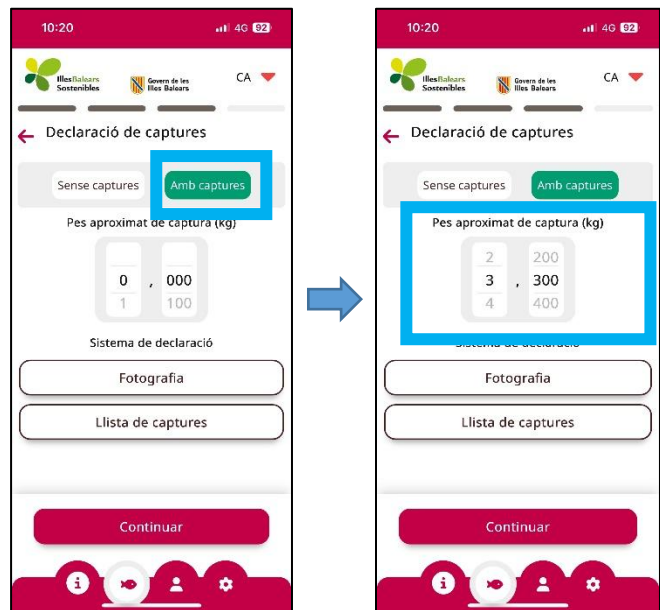 10:20
4G 92
IllesBalears
Sostenibles
Govern de les
Illes Balears
CA
Declaració de captures
Sense captures
Amb captures
Pes aproximat de captura (kg)
0 , 000
1 100
Sistema de declaració
Fotografia
Llista de captures
Continuar
i
10:20
4G 92
IllesBalears
Sostenibles
Govern de les
Illes Balears
CA
Declaració de captures
Sense captures
Amb captures
Pes aproximat de captura (kg)
2 200
3 , 300
4 400
Sistema de declaració
Fotografia
Llista de captures
Continuar
i